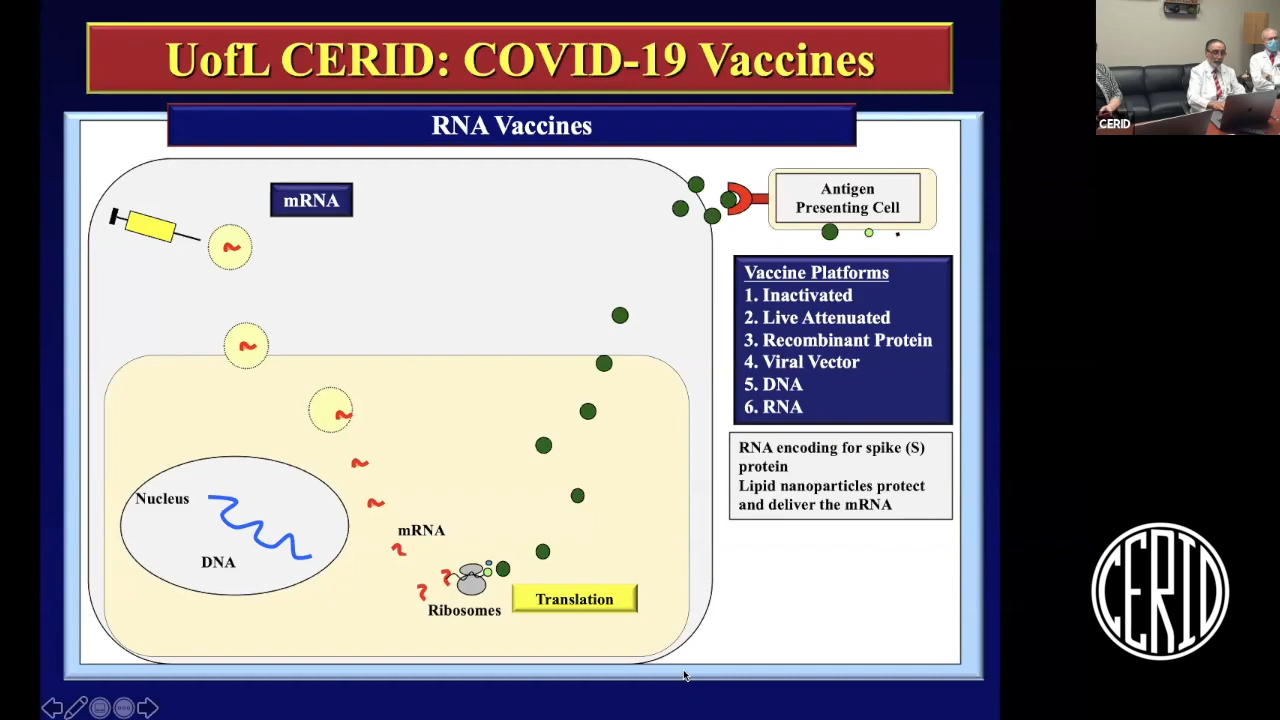 UofL CERID: COVID-19 Vaccines
RNA Vaccines
mRNA
Antigen
Presenting Cell
Vaccine Platforms
1. Inactivated
2. Live Attenuated
3. Recombinant Protein
4. Viral Vector
5. DNA
6. RNA
RNA encoding for spike (S)
protein
Lipid nanoparticles protect
and deliver the mRNA
Nucleus
DNA
mRNA
Ribosomes
Translation
CERID
CERID